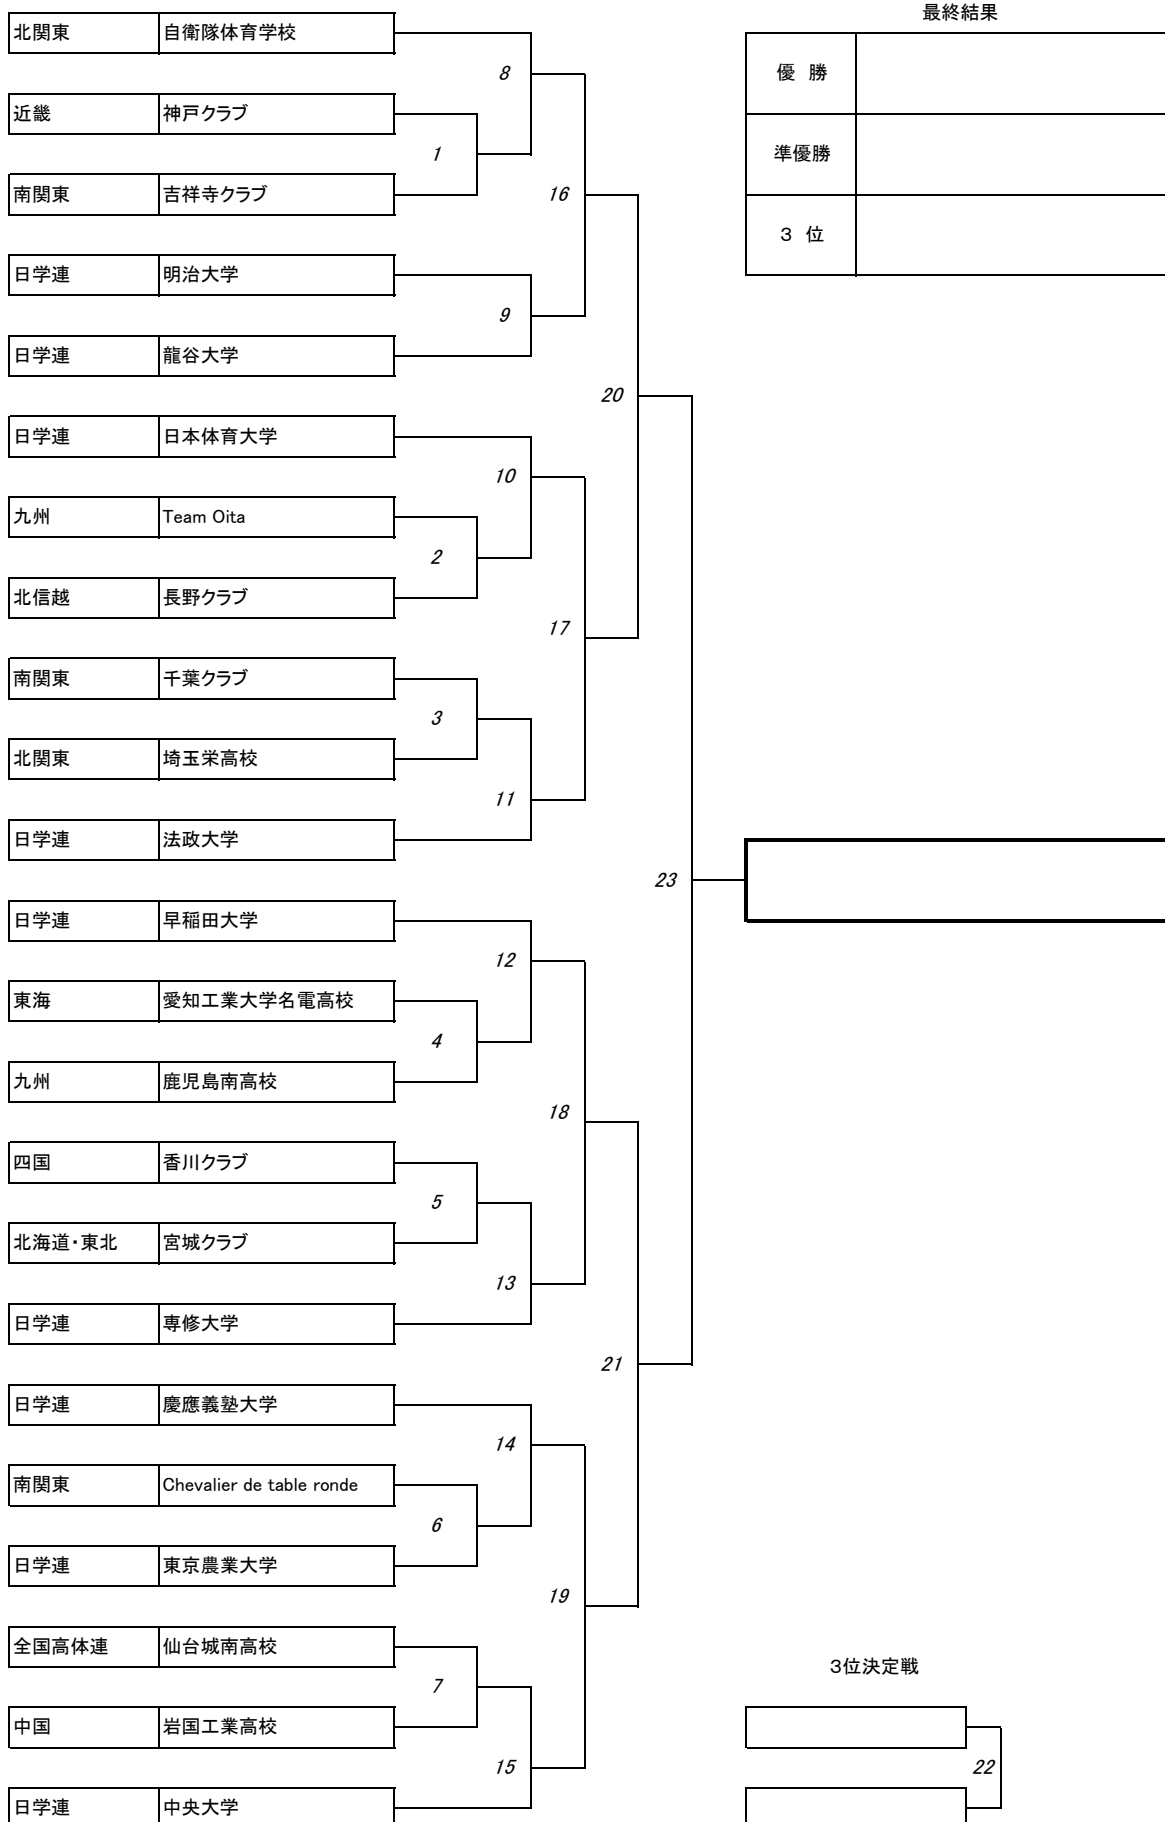 最終結果
優 勝
準優勝
3 位
北関東 自衛隊体育学校
8
近畿 神戸クラブ
1
南関東 吉祥寺クラブ
16
日学連 明治大学
9
日学連 龍谷大学
20
日学連 日本体育大学
10
九州 Team Oita
2
北信越 長野クラブ
17
南関東 千葉クラブ
3
北関東 埼玉栄高校
11
日学連 法政大学
23
日学連 早稲田大学
12
東海 愛知工業大学名電高校
4
九州 鹿児島南高校
18
四国 香川クラブ
5
北海道・東北 宮城クラブ
13
日学連 専修大学
21
日学連 慶應義塾大学
14
南関東 Chevalier de table ronde
6
日学連 東京農業大学
19
全国高体連 仙台城南高校
7
中国 岩国工業高校
15
日学連 中央大学
3位決定戦
22